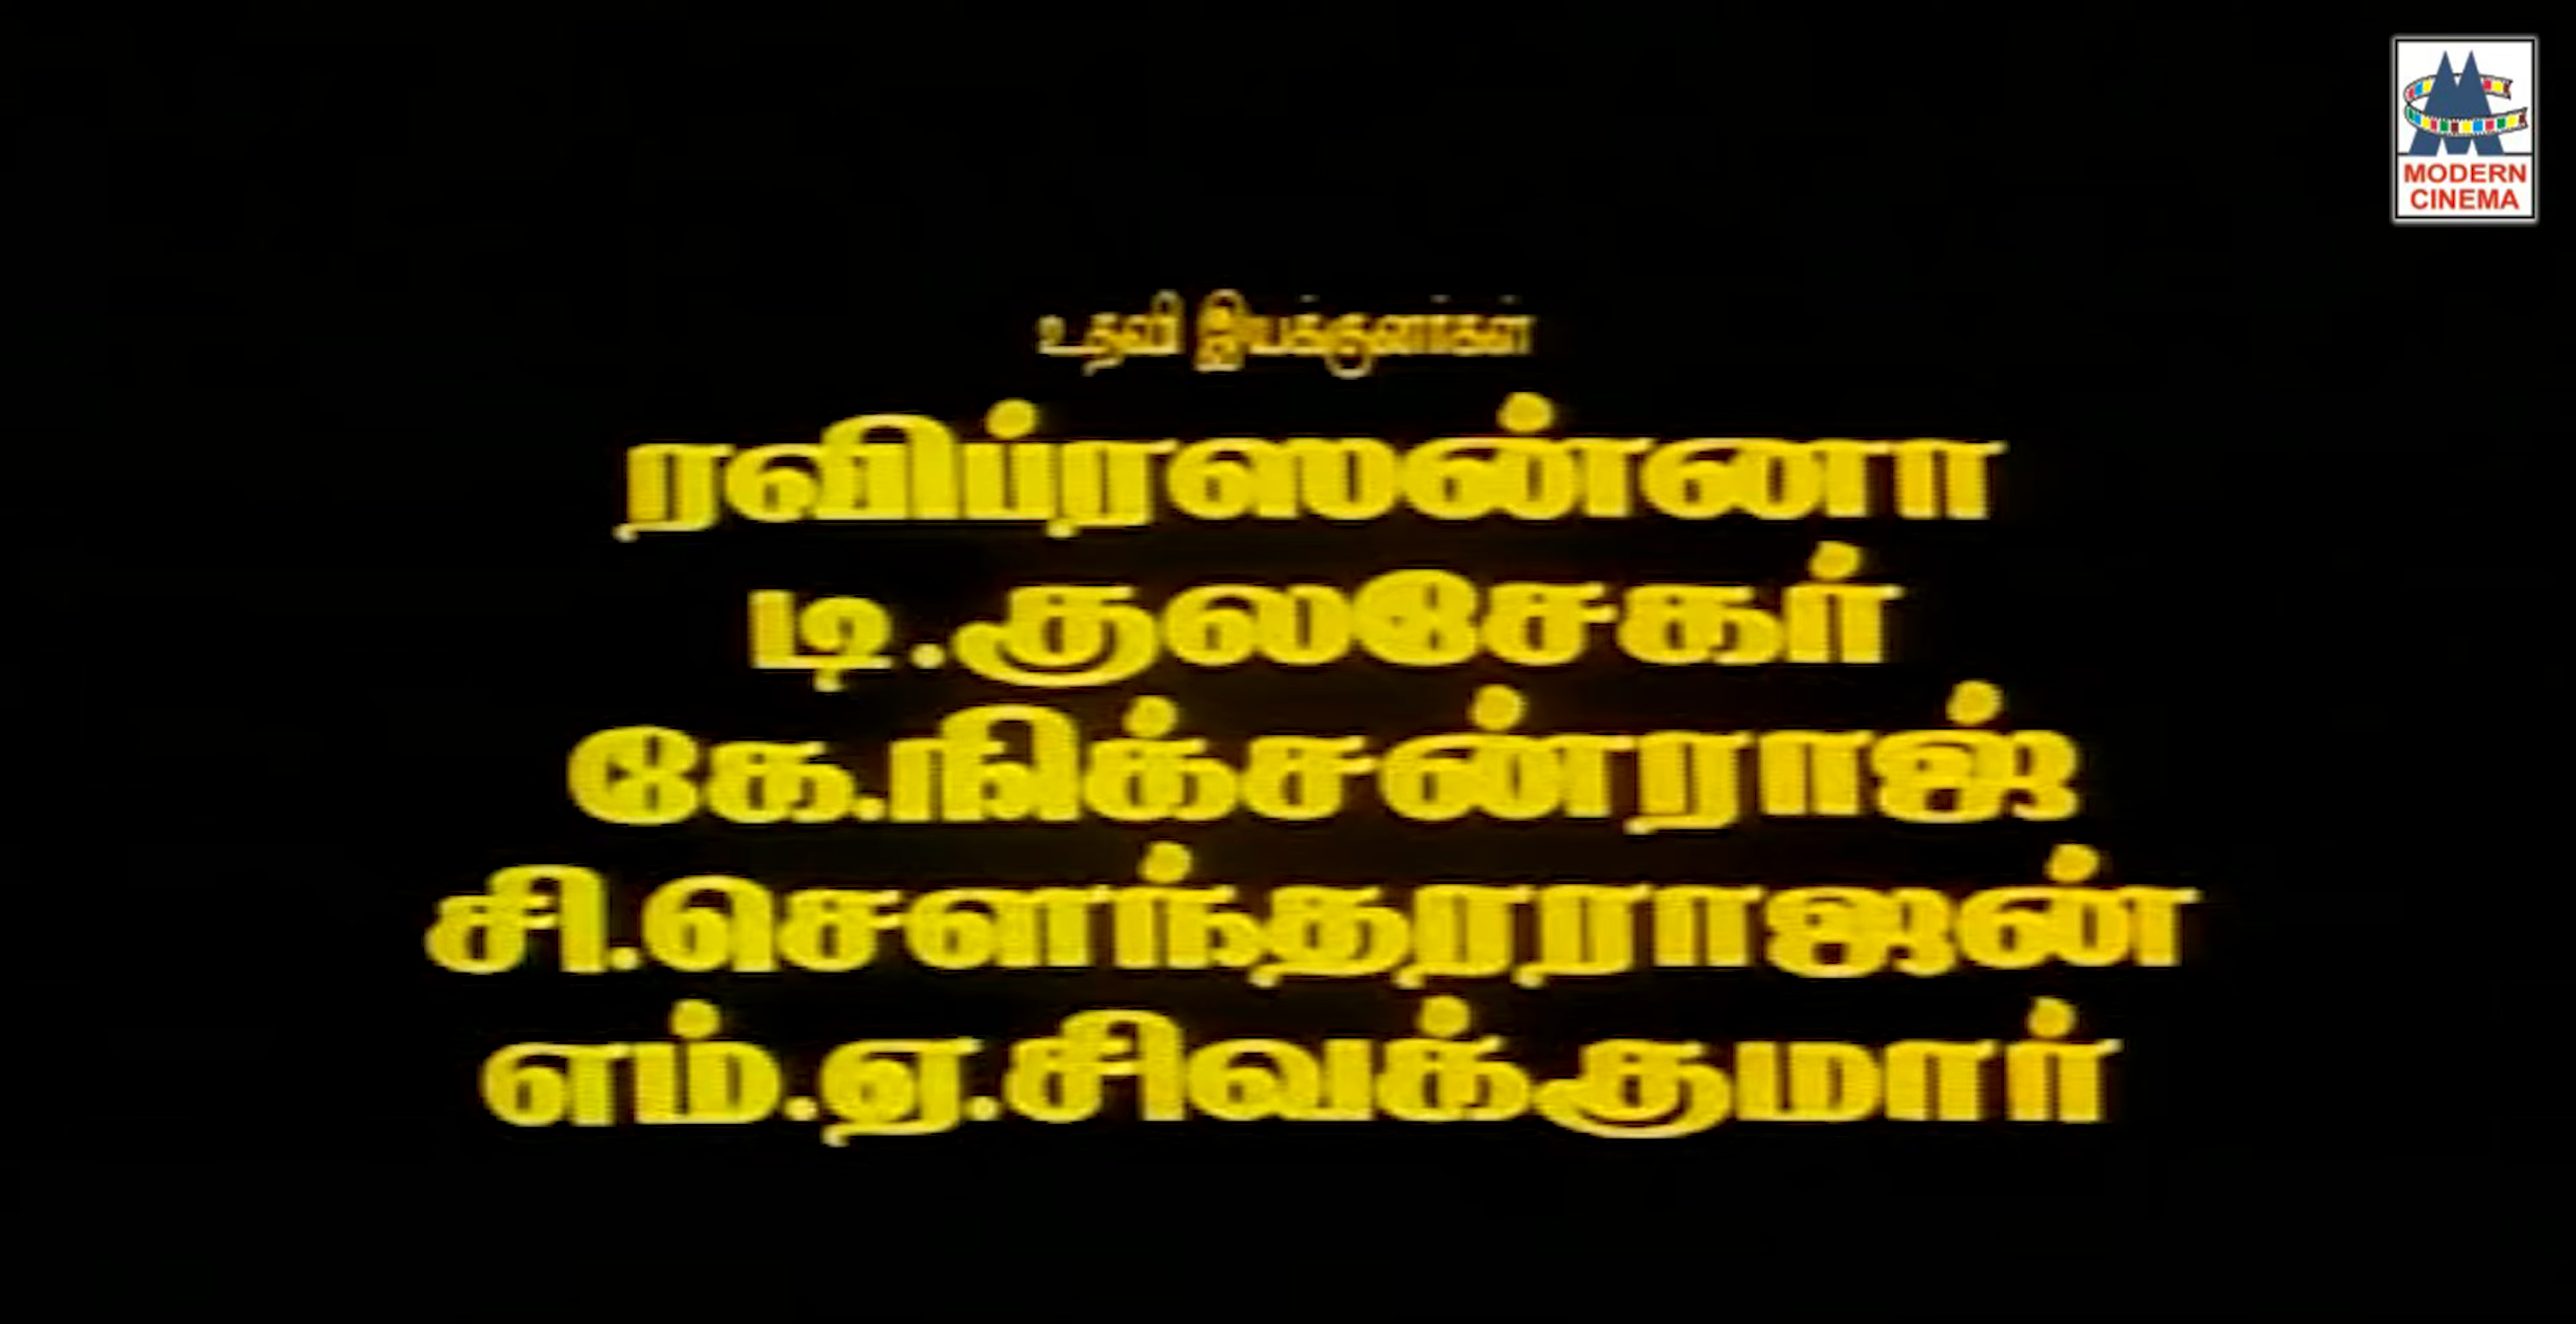 உதவி இயக்குனர்கள்
ரவிப்ரஸன்னா
டி.குலசேகர்
கே.நிக்சன்ராஜ்
சி.சௌந்தரராஜன்
எம்.ஏ.சிவக்குமார்
MODERN
CINEMA